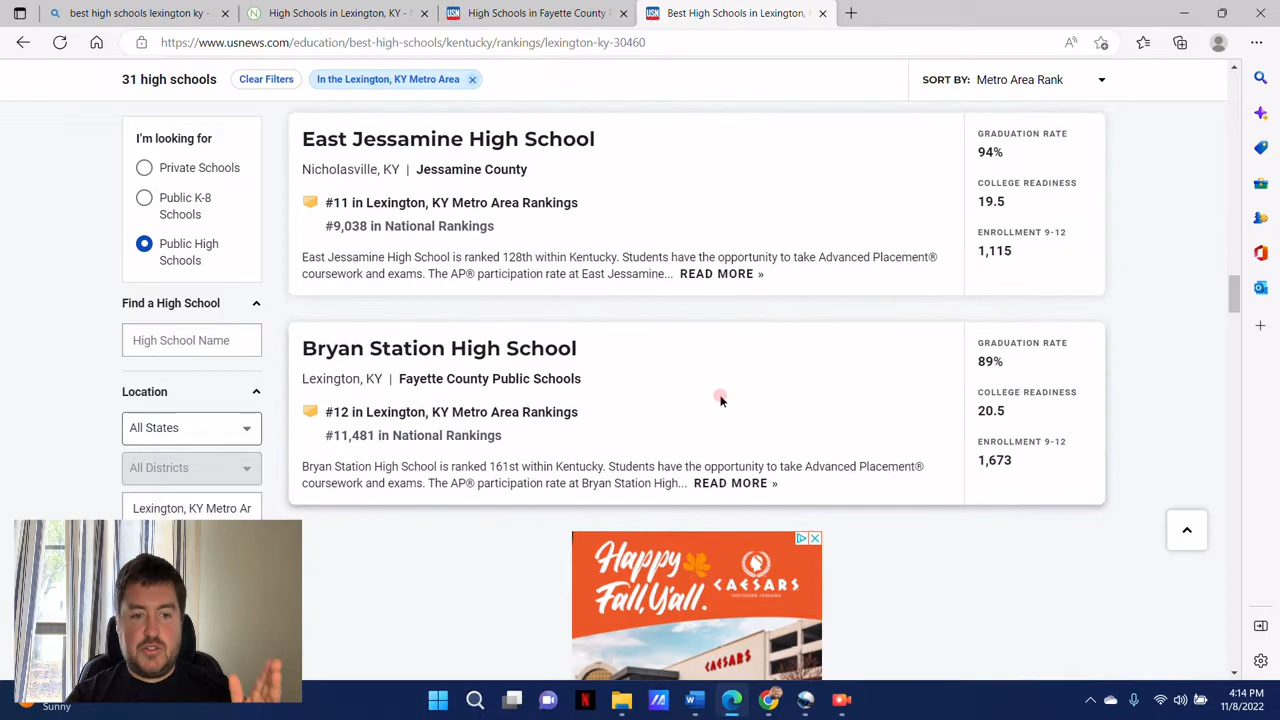 best high schools lexington ky -
High Schools in Lexington, KY -
High Schools in Fayette County
Best High Schools in Lexington,
https://www.usnews.com/education/best-high-schools/kentucky/rankings/lexington-ky-30460
31 high schools
Clear Filters
In the Lexington, KY Metro Area
SORT BY: Metro Area Rank
I'm looking for
Private Schools
Public K-8
Schools
Public High
Schools
Find a High School
High School Name
Location
All States
All Districts
Lexington, KY Metro Ar
East Jessamine High School
Nicholasville, KY | Jessamine County
#11 in Lexington, KY Metro Area Rankings
#9,038 in National Rankings
East Jessamine High School is ranked 128th within Kentucky. Students have the opportunity to take Advanced Placement®
coursework and exams. The AP® participation rate at East Jessamine... READ MORE »
GRADUATION RATE
94%
COLLEGE READINESS
19.5
ENROLLMENT 9-12
1,115
Bryan Station High School
Lexington, KY | Fayette County Public Schools
#12 in Lexington, KY Metro Area Rankings
#11,481 in National Rankings
Bryan Station High School is ranked 161st within Kentucky. Students have the opportunity to take Advanced Placement®
coursework and exams. The AP® participation rate at Bryan Station High... READ MORE »
GRADUATION RATE
89%
COLLEGE READINESS
20.5
ENROLLMENT 9-12
1,673
Happy
Fall, Y'all.
CAESARS
SOUTHERN INDIANA
CAESARS
Sunny
4:14 PM
11/8/2022